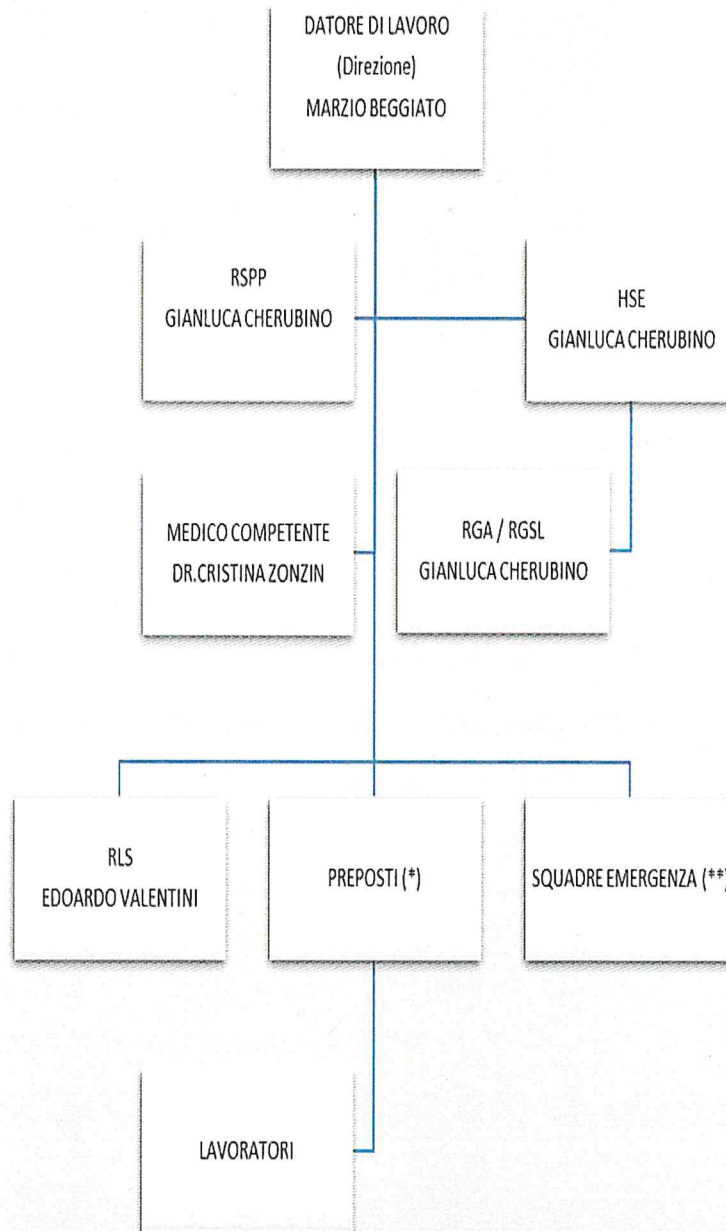 DATORE DI LAVORO
(Direzione)
MARZIO BEGGIATO
RSPP
GIANLUCA CHERUBINO
HSE
GIANLUCA CHERUBINO
MEDICO COMPETENTE
DR.CRISTINA ZONZIN
RGA / RGSL
GIANLUCA CHERUBINO
RLS
EDOARDO VALENTINI
PREPOSTI (*)
SQUADRE EMERGENZA (**)
LAVORATORI